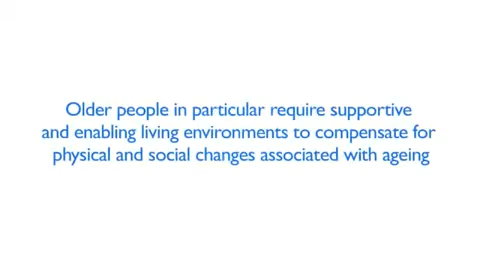 Older people in particular require supportive
and enabling living environments to compensate for
physical and social changes associated with ageing